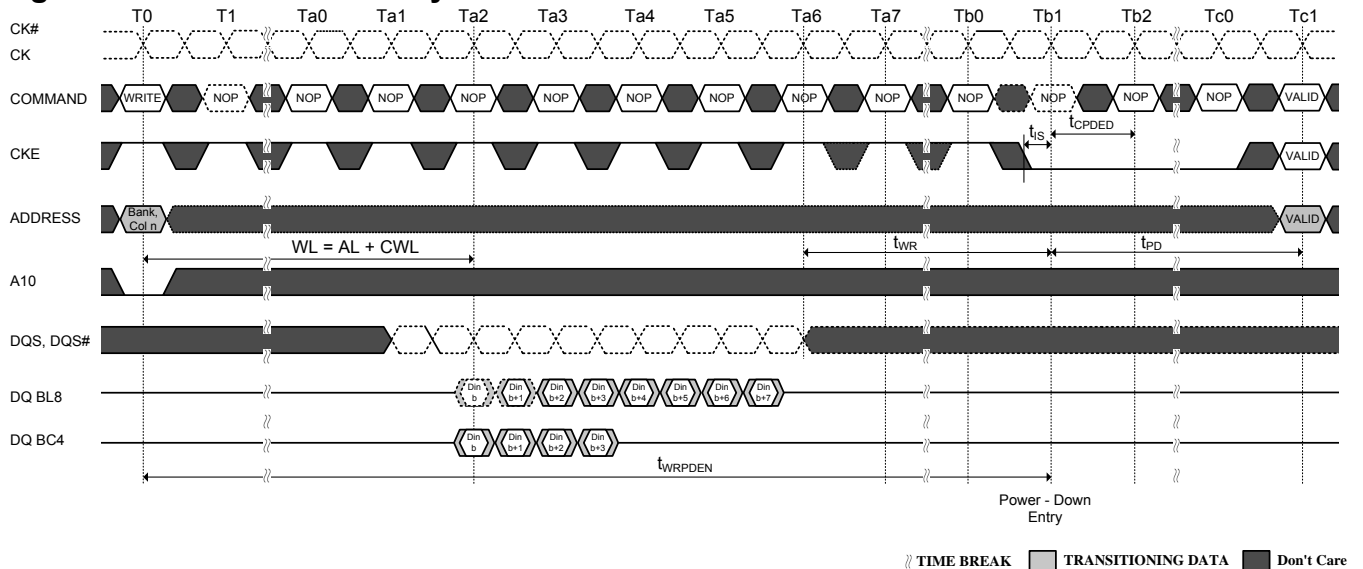 T0 T1 Ta0 Ta1 Ta2 Ta3 Ta4 Ta5 Ta6 Ta7 Tb0 Tb1 Tb2 Tc0 Tc1
CK#
CK
COMMAND WRITE NOP NOP NOP NOP NOP NOP NOP NOP NOP NOP NOP NOP NOP VALID
tIS tCPDED
CKE VALID
ADDRESS Bank, Col n VALID
WL = AL + CWL tWR tPD
A10
DQS, DQS#
DQ BL8 Din b Din b+1 Din b+2 Din b+3 Din b+4 Din b+5 Din b+6 Din b+7
DQ BC4 Din b Din b+1 Din b+2 Din b+3
tWRPDEN
Power - Down
Entry
TIME BREAK TRANSITIONING DATA Don't Care